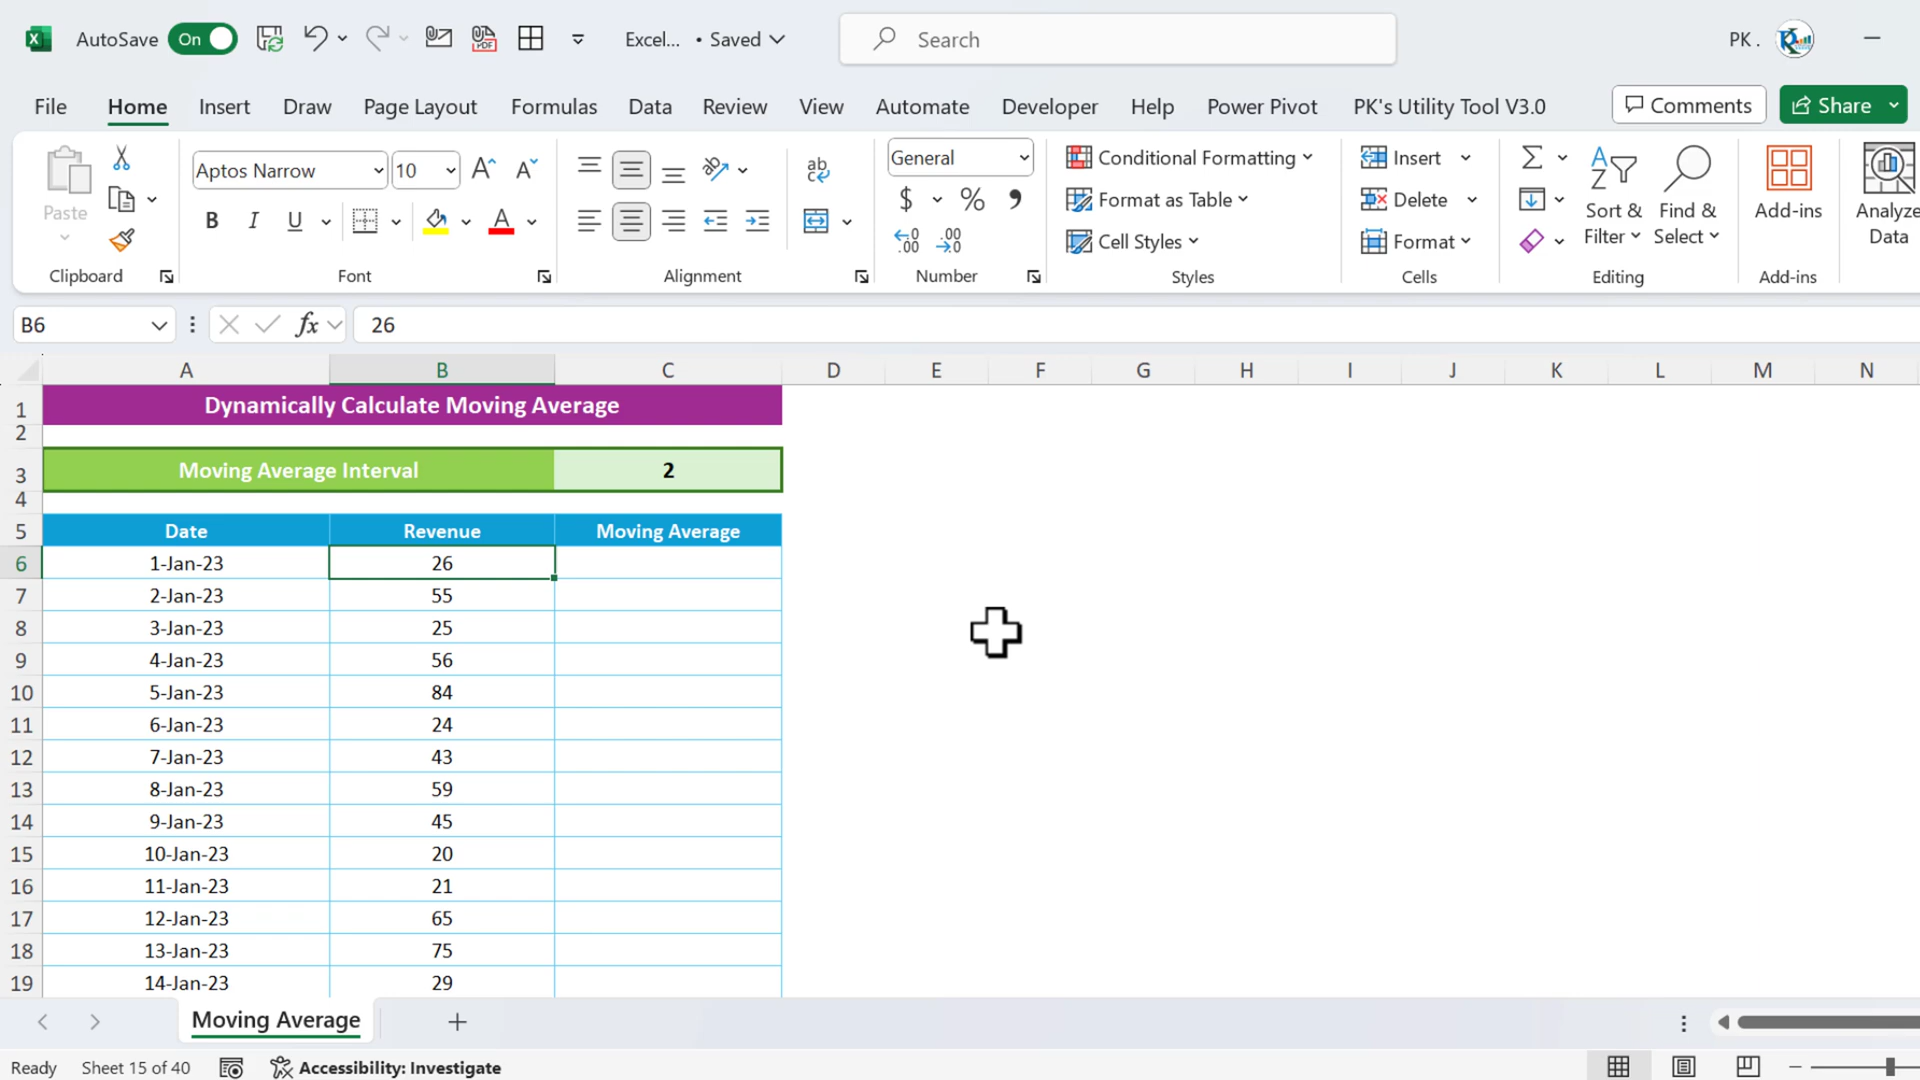 AutoSave On Excel... • Saved Search PK .
File Home Insert Draw Page Layout Formulas Data Review View Automate Developer Help Power Pivot PK's Utility Tool V3.0 Comments Share
Paste
Clipboard
Aptos Narrow 10
B I U A
Font
ab
Alignment
General
$ % ,
Number
Conditional Formatting
Format as Table
Cell Styles
Styles
Insert
Delete
Format
Cells
Sort & Filter
Find & Select
Editing
Add-ins
Add-ins
Analyze Data
B6 fx 26
A B C D E F G H I J K L M N
1 Dynamically Calculate Moving Average
2
3 Moving Average Interval 2
4
5 Date Revenue Moving Average
6 1-Jan-23 26
7 2-Jan-23 55
8 3-Jan-23 25
9 4-Jan-23 56
10 5-Jan-23 84
11 6-Jan-23 24
12 7-Jan-23 43
13 8-Jan-23 59
14 9-Jan-23 45
15 10-Jan-23 20
16 11-Jan-23 21
17 12-Jan-23 65
18 13-Jan-23 75
19 14-Jan-23 29
Moving Average
Ready Sheet 15 of 40 Accessibility: Investigate